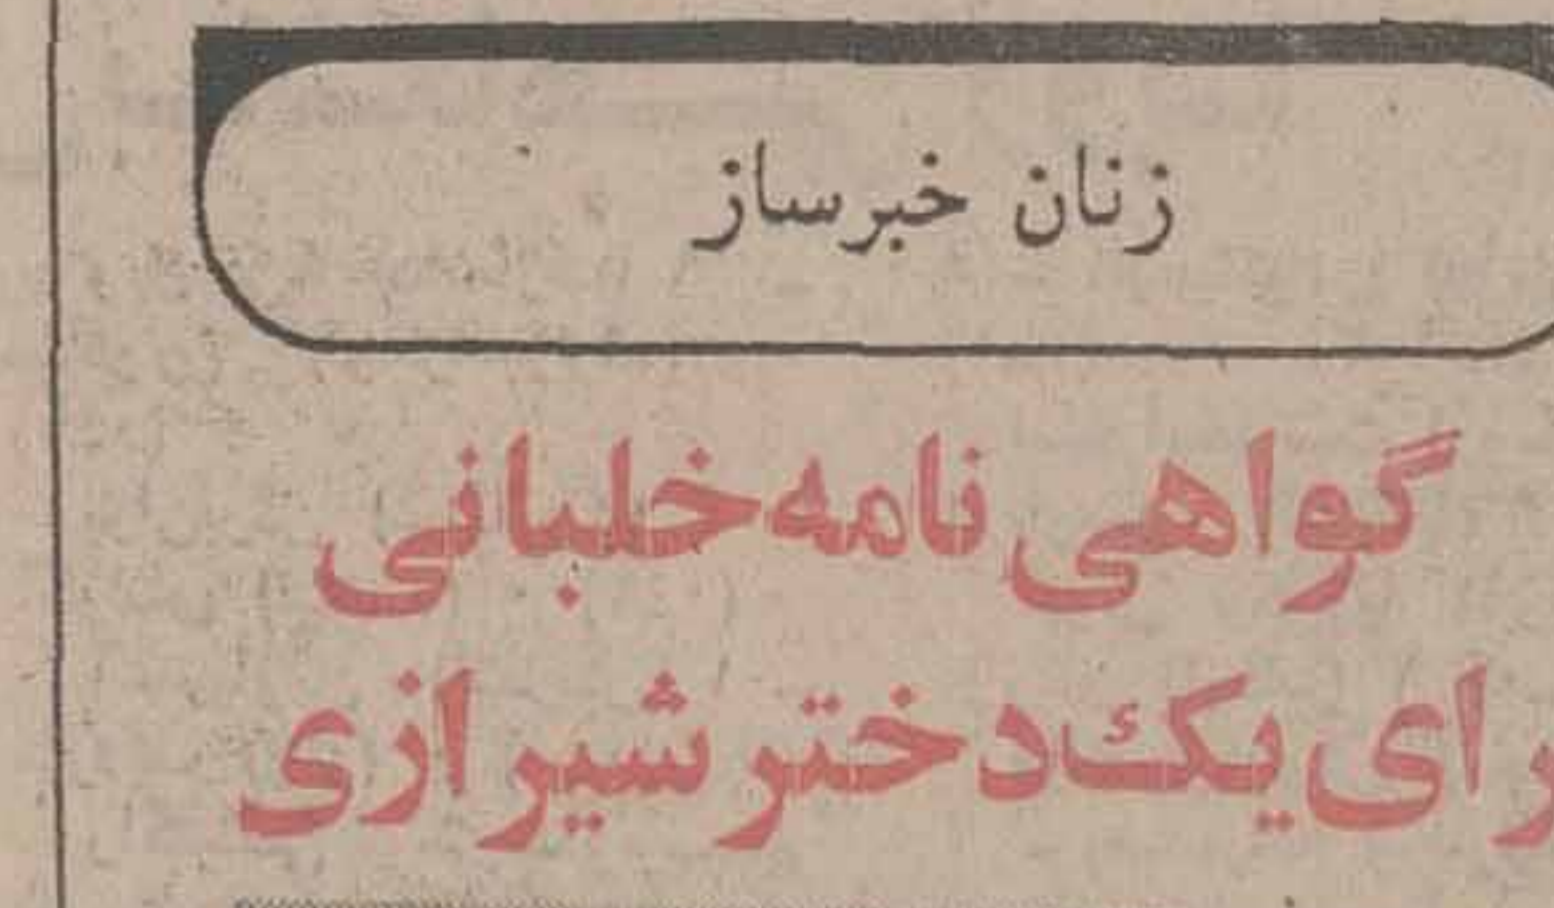 زنان خبرساز
گواهی نامه خلبانی
رای یک دختر شیرازی